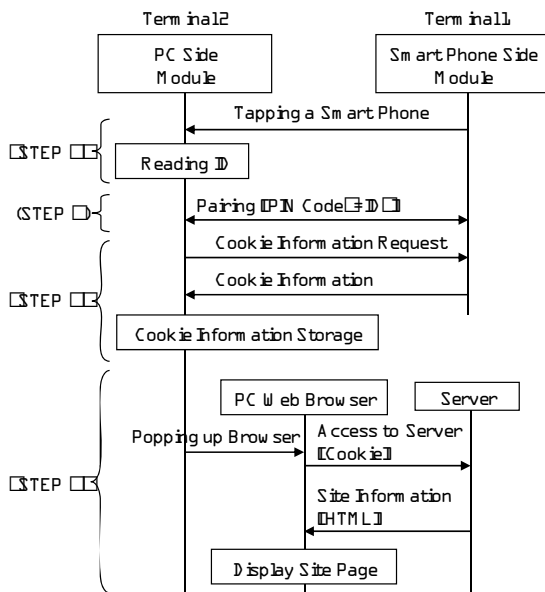 Terminal2
Terminal1
PC Side
Module
Smart Phone Side
Module
Tapping a Smart Phone
STEP
Reading ID
(STEP )
Pairing PIN Code = ID
Cookie Information Request
STEP
Cookie Information
Cookie Information Storage
PC Web Browser
Server
Popping up Browser
Access to Server
[Cookie]
STEP
Site Information
[HTML]
Display Site Page